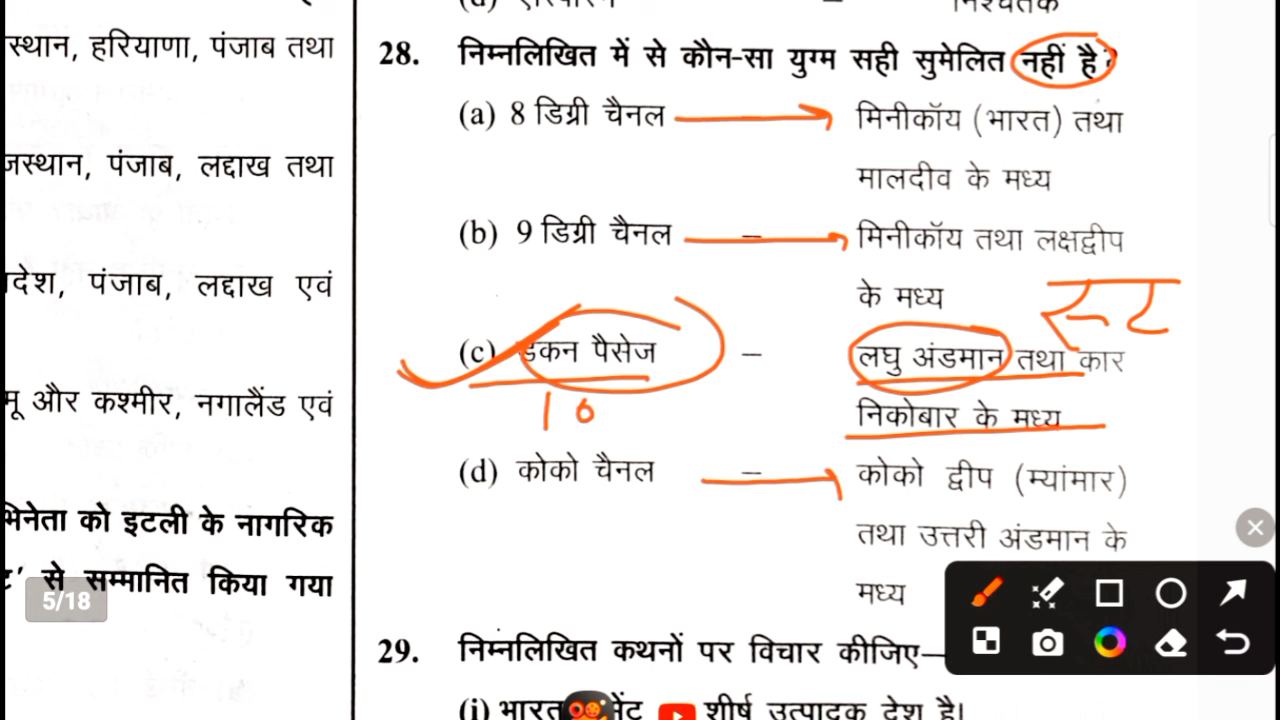 स्थान, हरियाणा, पंजाब तथा
जस्थान, पंजाब, लद्दाख तथा
देश, पंजाब, लद्दाख एवं
मू और कश्मीर, नगालैंड एवं
भिनेता को इटली के नागरिक
से सम्मानित किया गया
5/18
निश्चेतक
28. निम्नलिखित में से कौन-सा युग्म सही सुमेलित नहीं है?
(a) 8 डिग्री चैनल मिनीकॉय (भारत) तथा
मालदीव के मध्य
(b) 9 डिग्री चैनल – मिनीकॉय तथा लक्षद्वीप
के मध्य
(c) डंकन पैसेज – लघु अंडमान तथा कार
निकोबार के मध्य
10
(d) कोको चैनल – कोको द्वीप (म्यांमार)
तथा उत्तरी अंडमान के
मध्य
29. निम्नलिखित कथनों पर विचार कीजिए—
(i) भारत शीर्ष उत्पादक देश है।